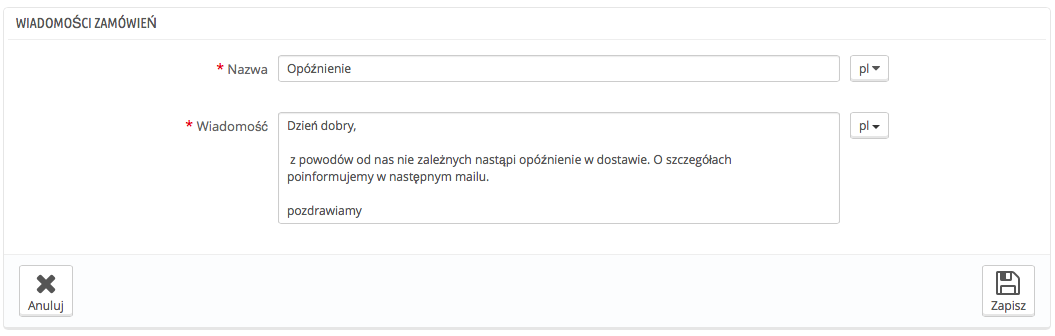 WIADOMOŚCI ZAMÓWIEŃ
* Nazwa
Opóźnienie
pl
* Wiadomość
Dzień dobry,
z powodów od nas nie zależnych nastąpi opóźnienie w dostawie. O szczegółach
poinformujemy w następnym mailu.
pozdrawiamy
pl
Anuluj
Zapisz